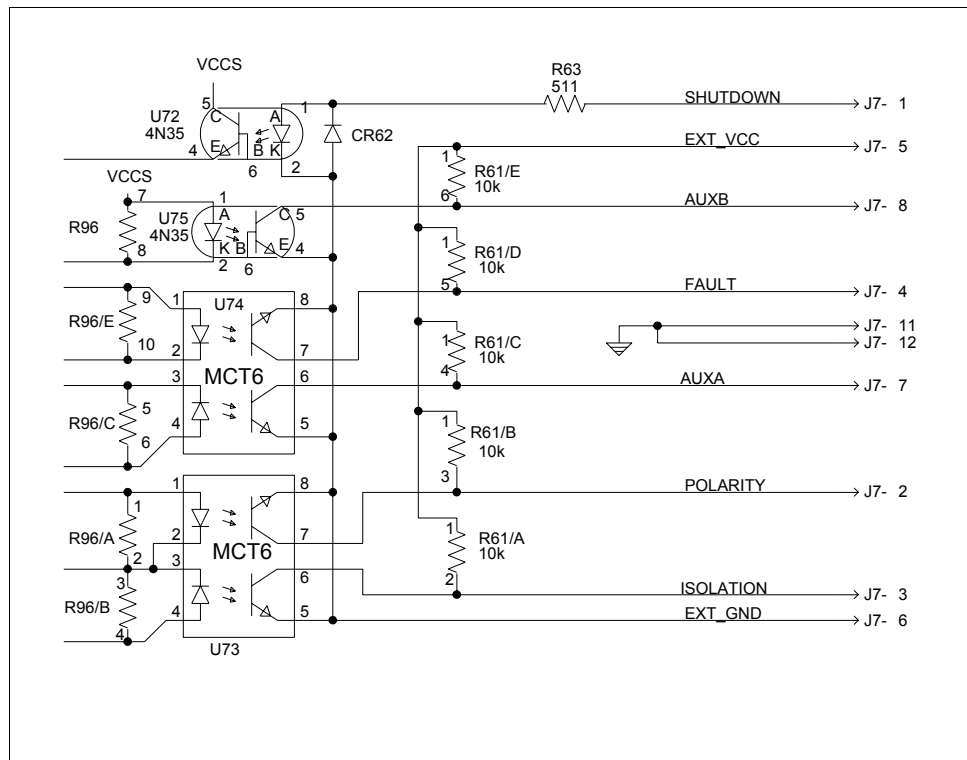 VCCS
R63
511
SHUTDOWN
J7- 1
U72
4N35
5
C
A
1
E
B
K
4
6
2
CR62
EXT_VCC
J7- 5
1
R61/E
10k
6
AUXB
J7- 8
VCCS
7
R96
8
U75
4N35
1
A
C
5
K
B
E
4
2
6
1
R61/D
10k
5
FAULT
J7- 4
9
R96/E
10
1
U74
8
2
7
J7- 11
J7- 12
1
R61/C
10k
4
MCT6
3
6
AUXA
J7- 7
5
R96/C
6
4
5
1
R61/B
10k
3
POLARITY
J7- 2
1
8
1
R96/A
2
2
7
MCT6
3
6
1
R61/A
10k
2
ISOLATION
J7- 3
3
R96/B
4
4
5
EXT_GND
J7- 6
U73